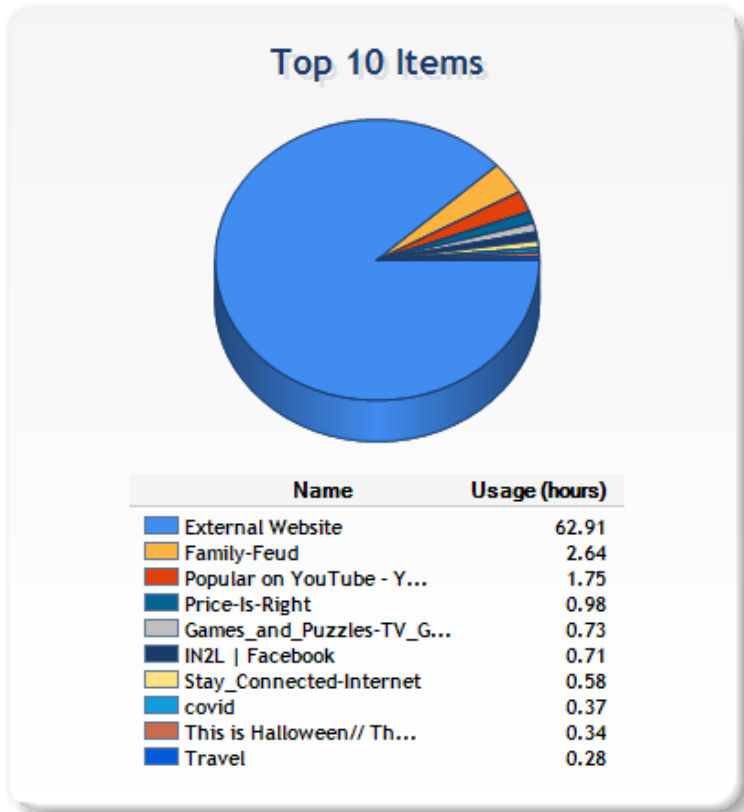 Top 10 Items
Name Usage (hours)
External Website 62.91
Family-Feud 2.64
Popular on YouTube - Y... 1.75
Price-Is-Right 0.98
Games_and_Puzzles-TV_G... 0.73
IN2L | Facebook 0.71
Stay_Connected-Internet 0.58
covid 0.37
This is Halloween// Th... 0.34
Travel 0.28